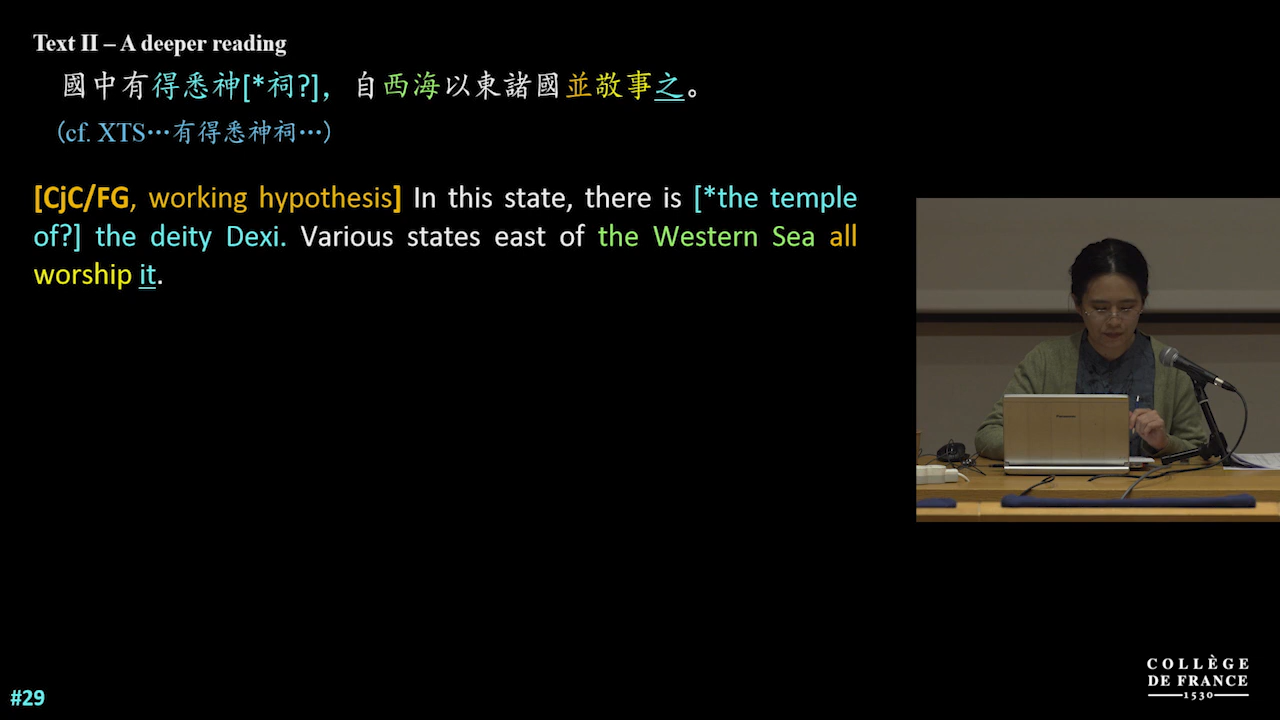 Text II – A deeper reading
國中有得悉神[*祠?]，自西海以東諸國並敬事之。
(cf. XTS…有得悉神祠…)
[CjC/FG, working hypothesis] In this state, there is [*the temple
of?] the deity Dexi. Various states east of the Western Sea all
worship it.
#29
COLLÈGE
DE FRANCE
1530